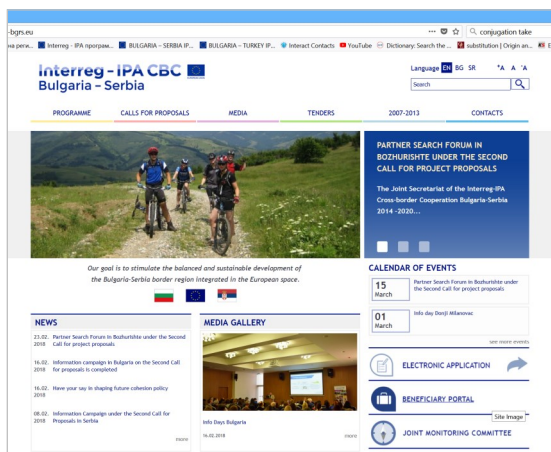 -bgrs.eu
conjugation take
Interreg - IPA програм...
BULGARIA – SERBIA IP...
BULGARIA – TURKEY IP...
Interact Contacts
YouTube
Dictionary: Search the ...
substitution | Origin an...
Interreg - IPA CBC
Bulgaria – Serbia
Language EN BG SR
ᐩA A ˉA
Search
PROGRAMME
CALLS FOR PROPOSALS
MEDIA
TENDERS
2007-2013
CONTACTS
PARTNER SEARCH FORUM IN
BOZHURISHTE UNDER THE SECOND
CALL FOR PROJECT PROPOSALS
The Joint Secretariat of the Interreg-IPA
Cross-border Cooperation Bulgaria-Serbia
2014 -2020...
Our goal is to stimulate the balanced and sustainable development of
the Bulgaria-Serbia border region integrated in the European space.
CALENDAR OF EVENTS
15
March
Partner Search Forum in Bozhurishte under
the Second Call for project proposals
01
March
Info day Donji Milanovac
see more events
NEWS
23.02. Partner Search Forum in Bozhurishte under the Second
2018 Call for project proposals
16.02. Information campaign in Bulgaria on the Second Call
2018 for proposals is completed
16.02. Have your say in shaping future cohesion policy
2018
08.02. Information Campaign under the Second Call for
2018 Proposals in Serbia
more
MEDIA GALLERY
Info Days Bulgaria
16.02.2018
more
ELECTRONIC APPLICATION
BENEFICIARY PORTAL
Site Image
JOINT MONITORING COMMITTEE